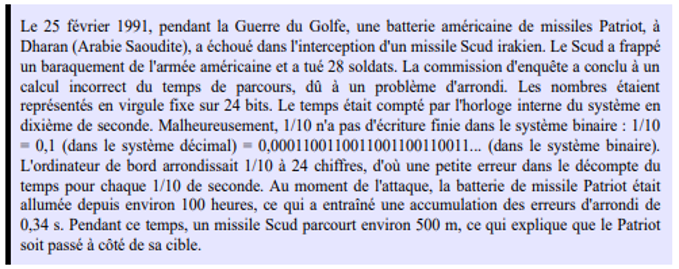 Le 25 février 1991, pendant la Guerre du Golfe, une batterie américaine de missiles Patriot, à
Dharan (Arabie Saoudite), a échoué dans l'interception d'un missile Scud irakien. Le Scud a frappé
un baraquement de l'armée américaine et a tué 28 soldats. La commission d'enquête a conclu à un
calcul incorrect du temps de parcours, dû à un problème d'arrondi. Les nombres étaient
représentés en virgule fixe sur 24 bits. Le temps était compté par l'horloge interne du système en
dixième de seconde. Malheureusement, 1/10 n'a pas d'écriture finie dans le système binaire : 1/10
= 0,1 (dans le système décimal) = 0,0001100110011001100110011... (dans le système binaire).
L'ordinateur de bord arrondissait 1/10 à 24 chiffres, d'où une petite erreur dans le décompte du
temps pour chaque 1/10 de seconde. Au moment de l'attaque, la batterie de missile Patriot était
allumée depuis environ 100 heures, ce qui a entraîné une accumulation des erreurs d'arrondi de
0,34 s. Pendant ce temps, un missile Scud parcourt environ 500 m, ce qui explique que le Patriot
soit passé à côté de sa cible.